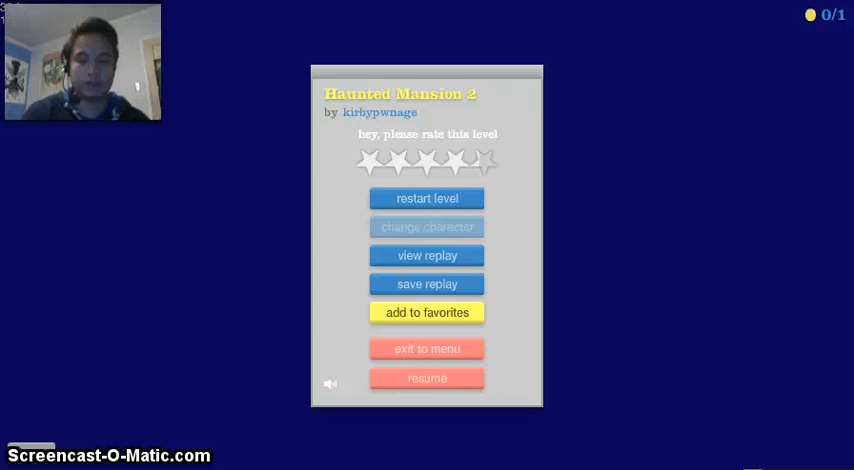 0/1
Haunted Mansion 2
by kirbypwnage
hey, please rate this level
restart level
change character
view replay
save replay
add to favorites
exit to menu
resume
Screencast-O-Matic.com